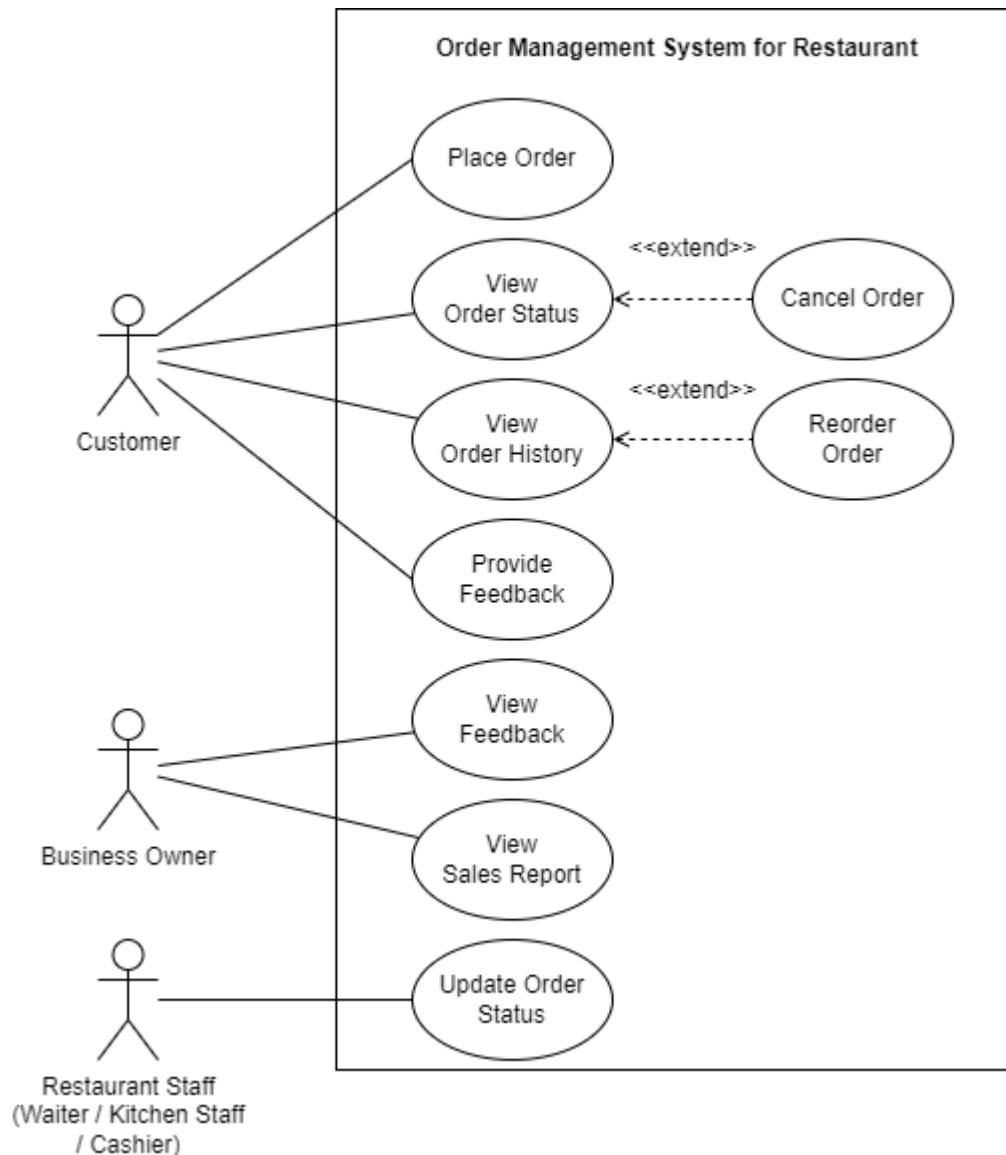 Order Management System for Restaurant
Place Order
View
Order Status
<<extend>>
Cancel Order
Customer
View
Order History
<<extend>>
Reorder
Order
Provide
Feedback
View
Feedback
Business Owner
View
Sales Report
Update Order
Status
Restaurant Staff
(Waiter / Kitchen Staff
/ Cashier)